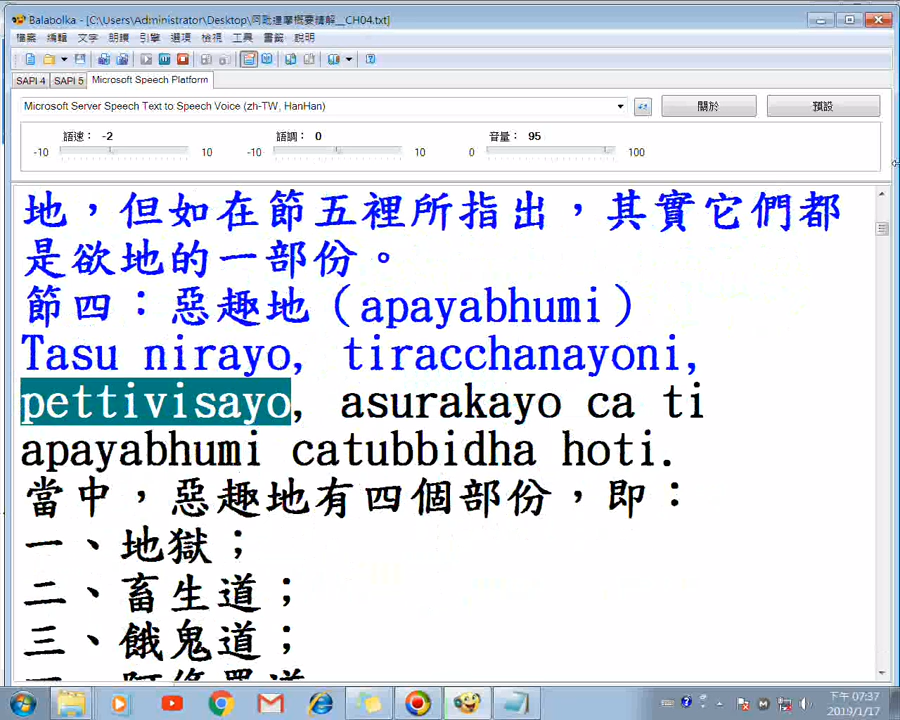 Balabolka - [C:\Users\Administrator\Desktop\阿毗達摩概要精解__CH04.txt]
檔案 編輯 文字 朗讀 引擎 選項 檢視 工具 書籤 說明
SAPI 4 SAPI 5 Microsoft Speech Platform
Microsoft Server Speech Text to Speech Voice (zh-TW, HanHan) 關於 預設
語速： -2 語調： 0 音量： 95
-10 10 -10 10 0 100
地，但如在節五裡所指出，其實它們都
是欲地的一部份。
節四：惡趣地（apayabhumi）
Tasu nirayo, tiracchanayoni,
pettivisayo, asurakayo ca ti
apayabhumi catubbidha hoti.
當中，惡趣地有四個部份，即：
一、地獄；
二、畜生道；
三、餓鬼道；
下午 07:37
2019/1/17